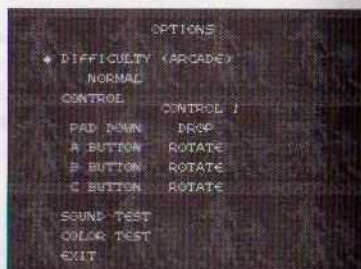 OPTIONS
DIFFICULTY (ARCADE)
NORMAL
CONTROL
CONTROL 1
PAD DOWN DROP
A BUTTON ROTATE
B BUTTON ROTATE
C BUTTON ROTATE
SOUND TEST
COLOR TEST
EXIT